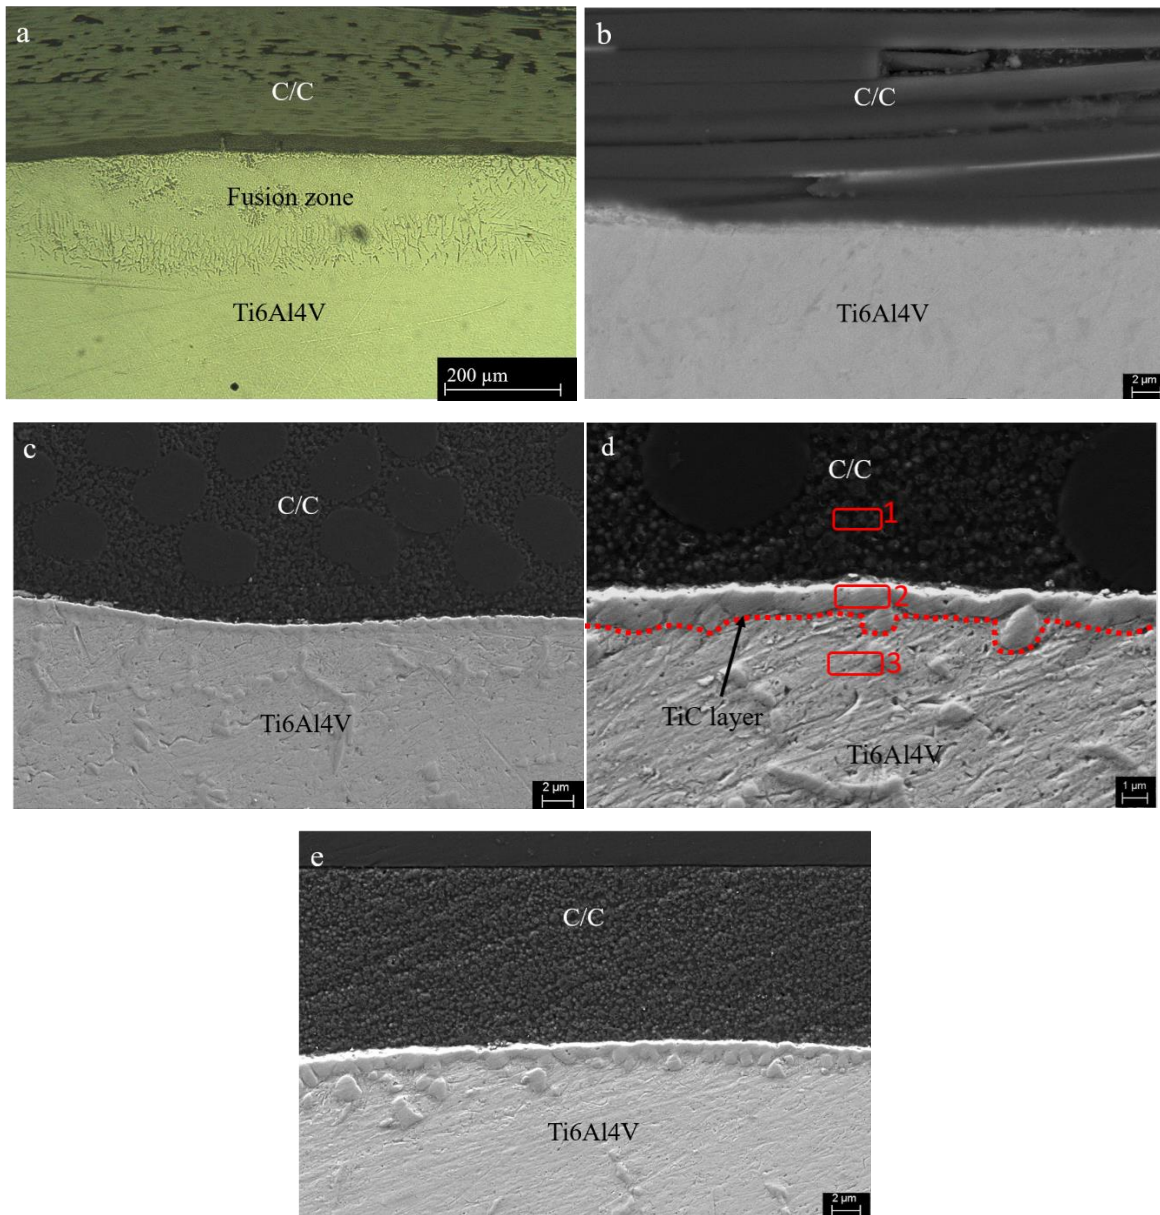 a
C/C
Fusion zone
Ti6Al4V
200 µm
b
C/C
Ti6Al4V
2 µm
c
C/C
Ti6Al4V
2 µm
d
C/C
1
2
3
TiC layer
Ti6Al4V
1 µm
e
C/C
Ti6Al4V
2 µm